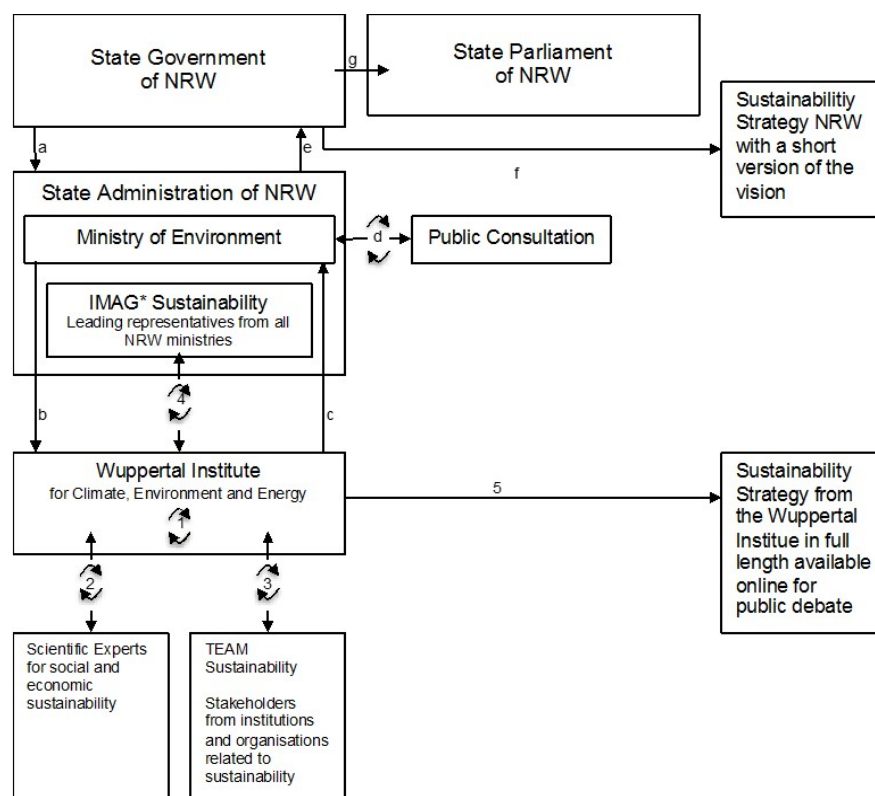 State Government
of NRW
g
State Parliament
of NRW
Sustainabilitiy
Strategy NRW
with a short
version of the
vision
a
e
f
State Administration of NRW
Ministry of Environment
d
Public Consultation
IMAG* Sustainability
Leading representatives from all
NRW ministries
4
b
c
Wuppertal Institute
for Climate, Environment and Energy
1
5
Sustainability
Strategy from
the Wuppertal
Institue in full
length available
online for
public debate
2
3
Scientific Experts
for social and
economic
sustainability
TEAM
Sustainability
Stakeholders
from institutions
and organisations
related to
sustainability